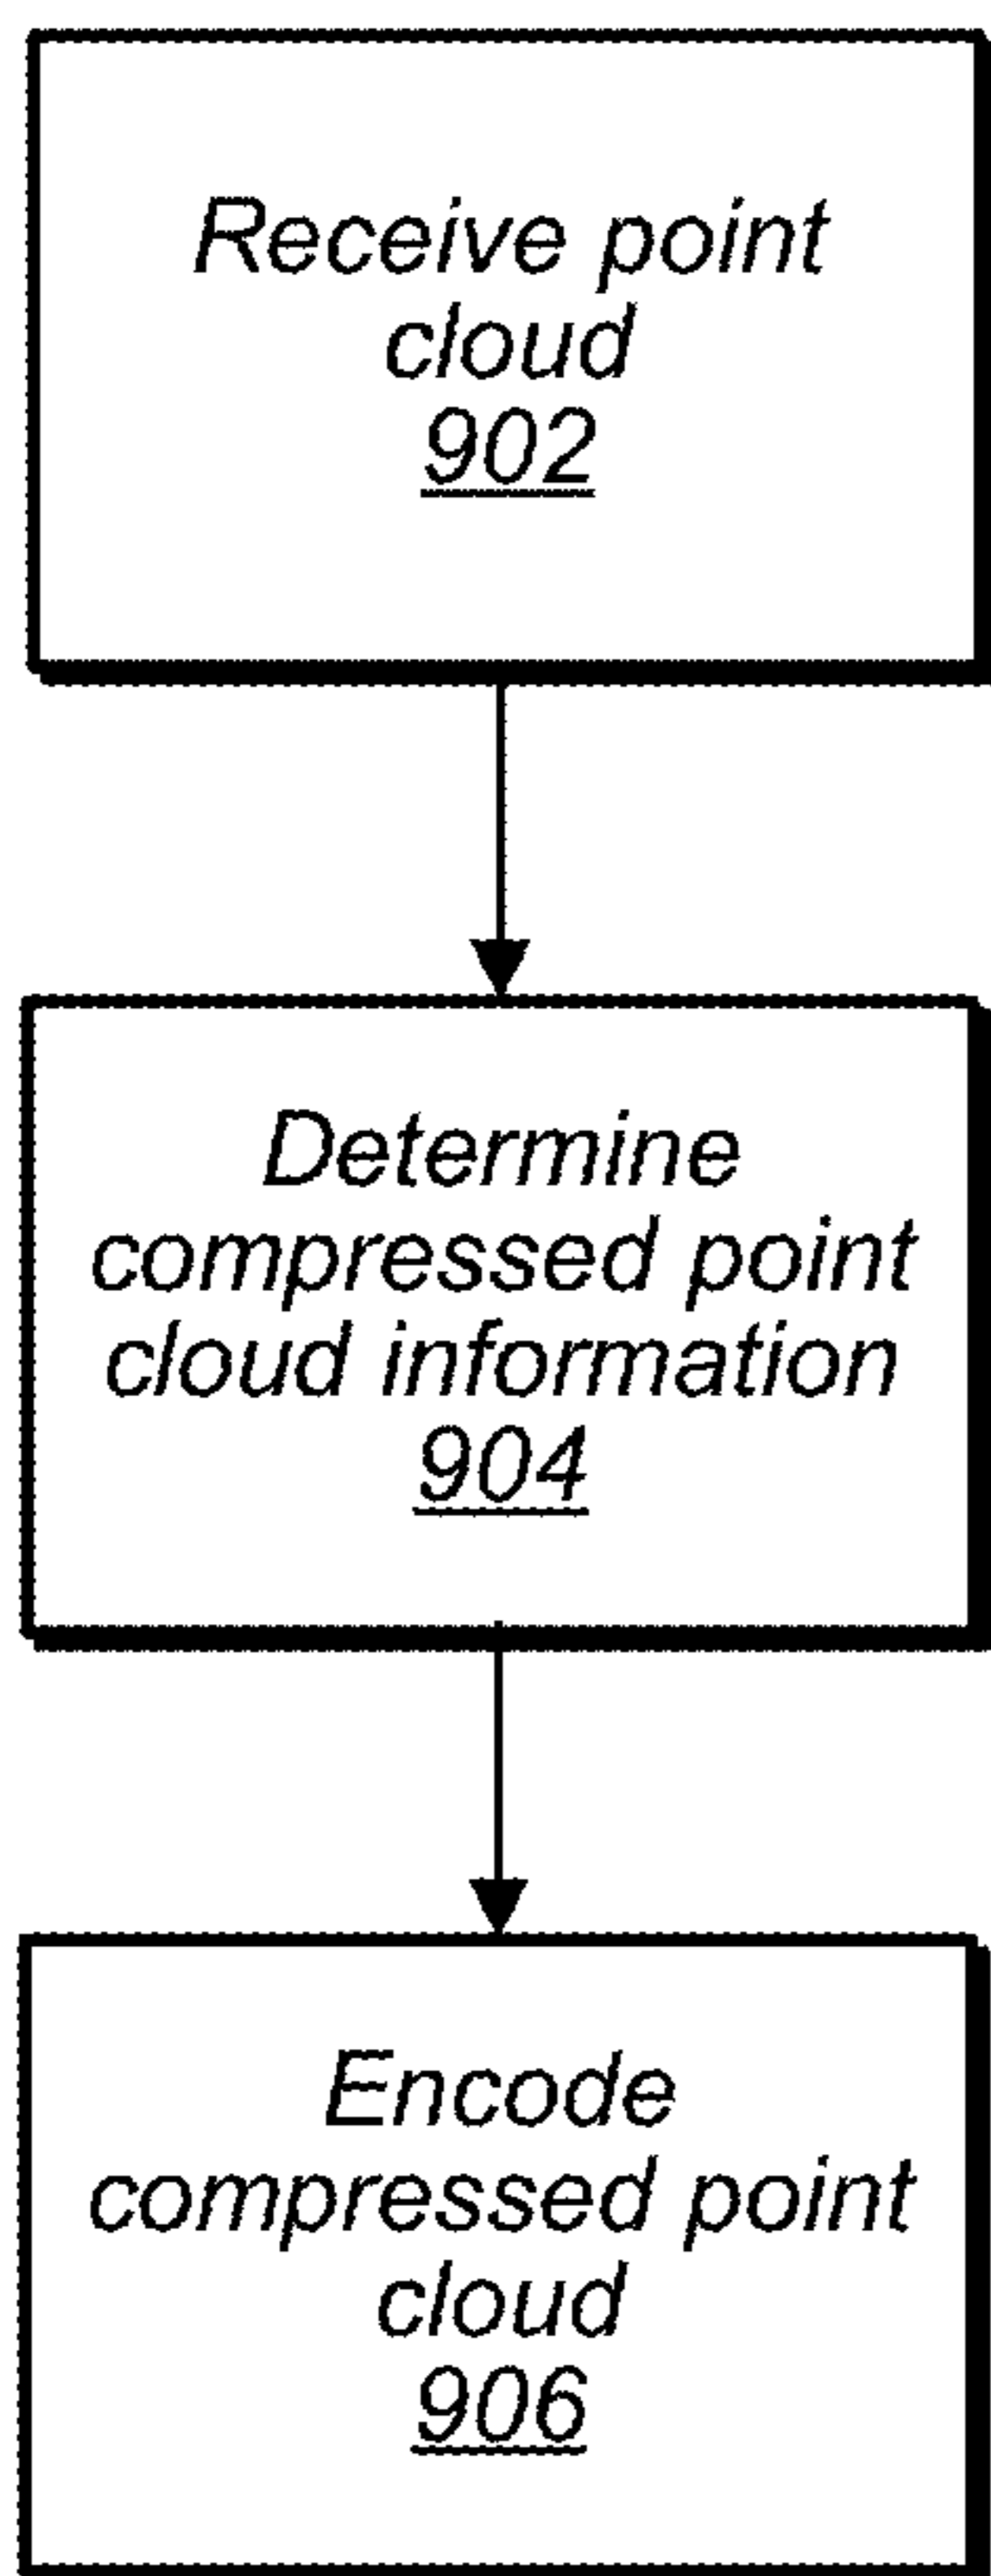 Receive point
cloud
902
Determine
compressed point
cloud information
904
Encode
compressed point
cloud
906